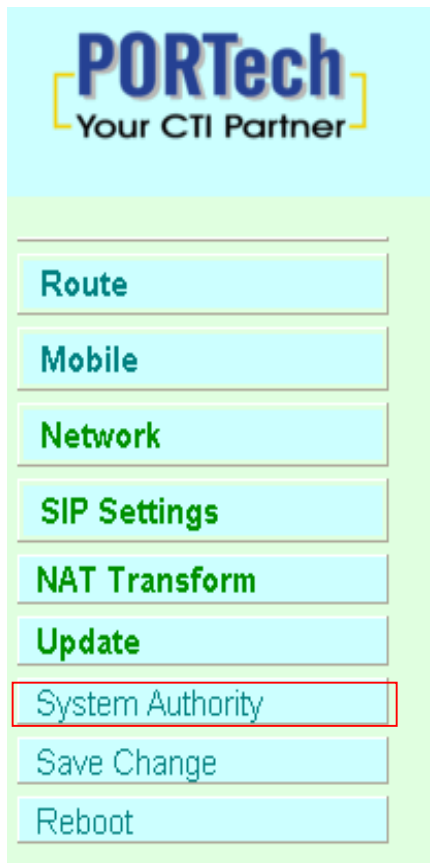 PORTech
Your CTI Partner
Route
Mobile
Network
SIP Settings
NAT Transform
Update
System Authority
Save Change
Reboot